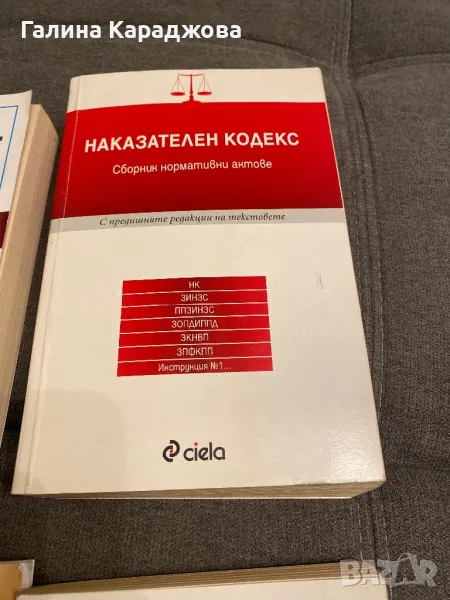 Галина Караджова
НАКАЗАТЕЛЕН КОДЕКС
Сборник нормативни актове
С предишните редакции на текстовете
НК
ЗИНЗС
ППЗИНЗС
ЗОПДИППД
ЗКНВП
ЗПФКПП
Инструкция №1...
ciela
BAZAR